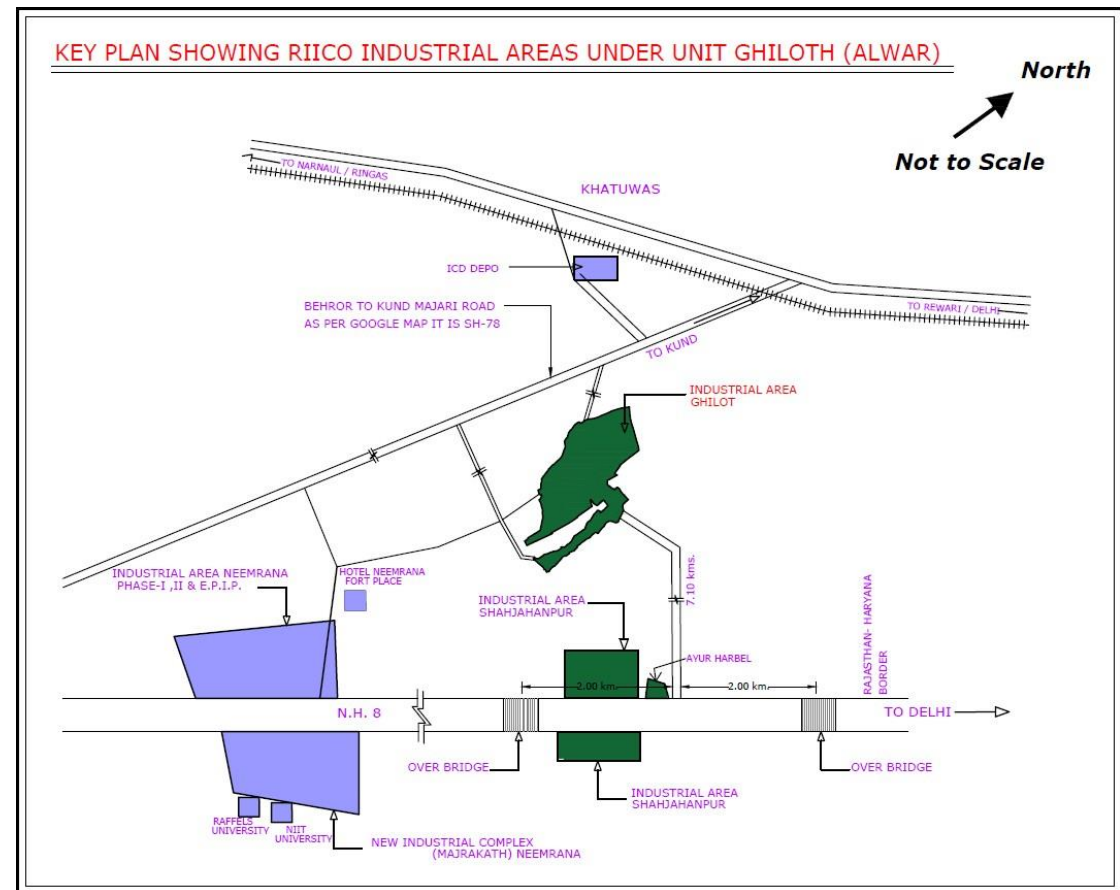 KEY PLAN SHOWING RIICO INDUSTRIAL AREAS UNDER UNIT GHILOTH (ALWAR)
North
Not to Scale
TO NARNAUL / RINGAS
KHATUWAS
ICD DEPO
BEHROR TO KUND MAJARI ROAD
AS PER GOOGLE MAP IT IS SH-78
TO REWARI / DELHI
TO KUND
INDUSTRIAL AREA
GHILOT
INDUSTRIAL AREA NEEMRANA
PHASE-I ,II & E.P.I.P.
HOTEL NEEMRANA
FORT PLACE
INDUSTRIAL AREA
SHAHJAHANPUR
7.10 kms.
AYUR HARBEL
RAJASTHAN- HARYANA
BORDER
2.00 km.
2.00 km.
N.H. 8
TO DELHI
OVER BRIDGE
OVER BRIDGE
INDUSTRIAL AREA
SHAHJAHANPUR
RAFFELS
UNIVERSITY
NIIT
UNIVERSITY
NEW INDUSTRIAL COMPLEX
(MAJRAKATH) NEEMRANA